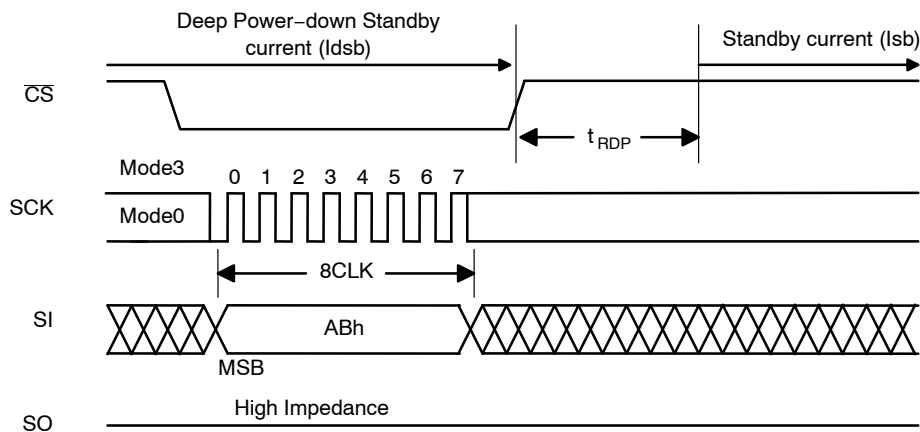 Deep Power-down Standby
current (Idsb)
Standby current (Isb)
CS
t RDP
Mode3
0 1 2 3 4 5 6 7
SCK
Mode0
8CLK
SI
ABh
MSB
High Impedance
SO